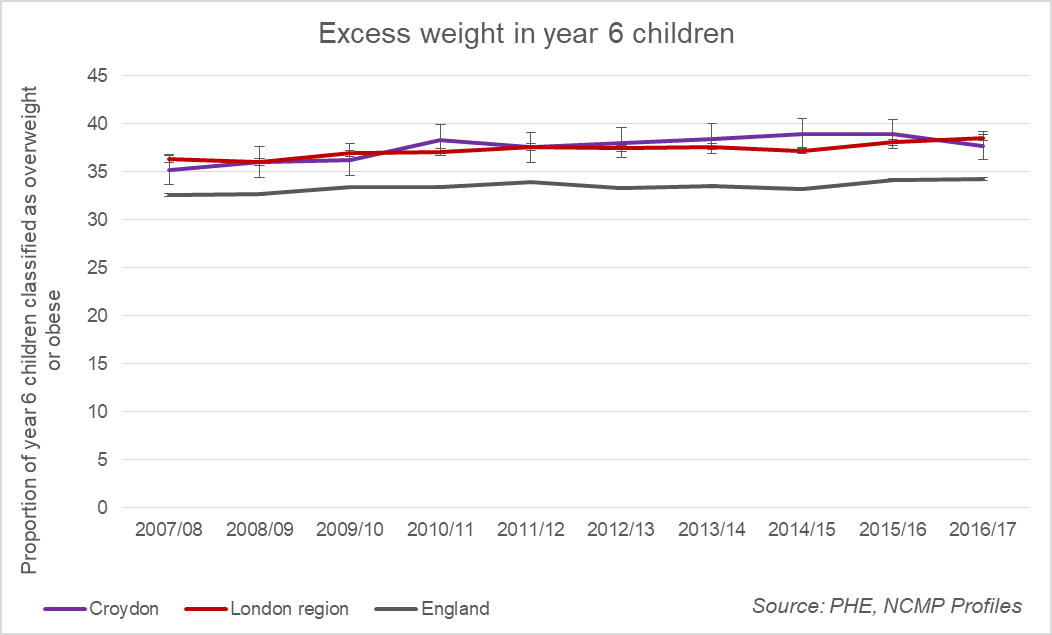 Excess weight in year 6 children
Proportion of year 6 children classified as overweight
or obese
45
40
35
30
25
20
15
10
5
0
2007/08 2008/09 2009/10 2010/11 2011/12 2012/13 2013/14 2014/15 2015/16 2016/17
Croydon London region England
Source: PHE, NCMP Profiles